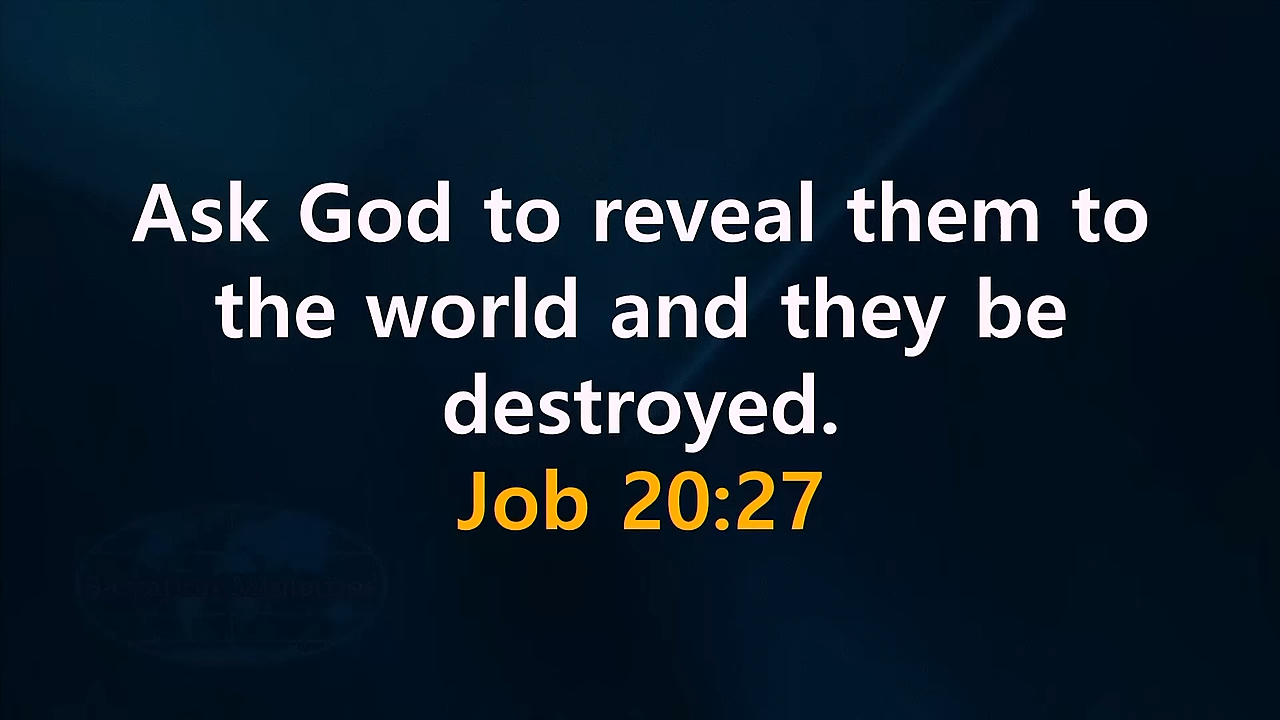 Ask God to reveal them to
the world and they be
destroyed.
Job 20:27